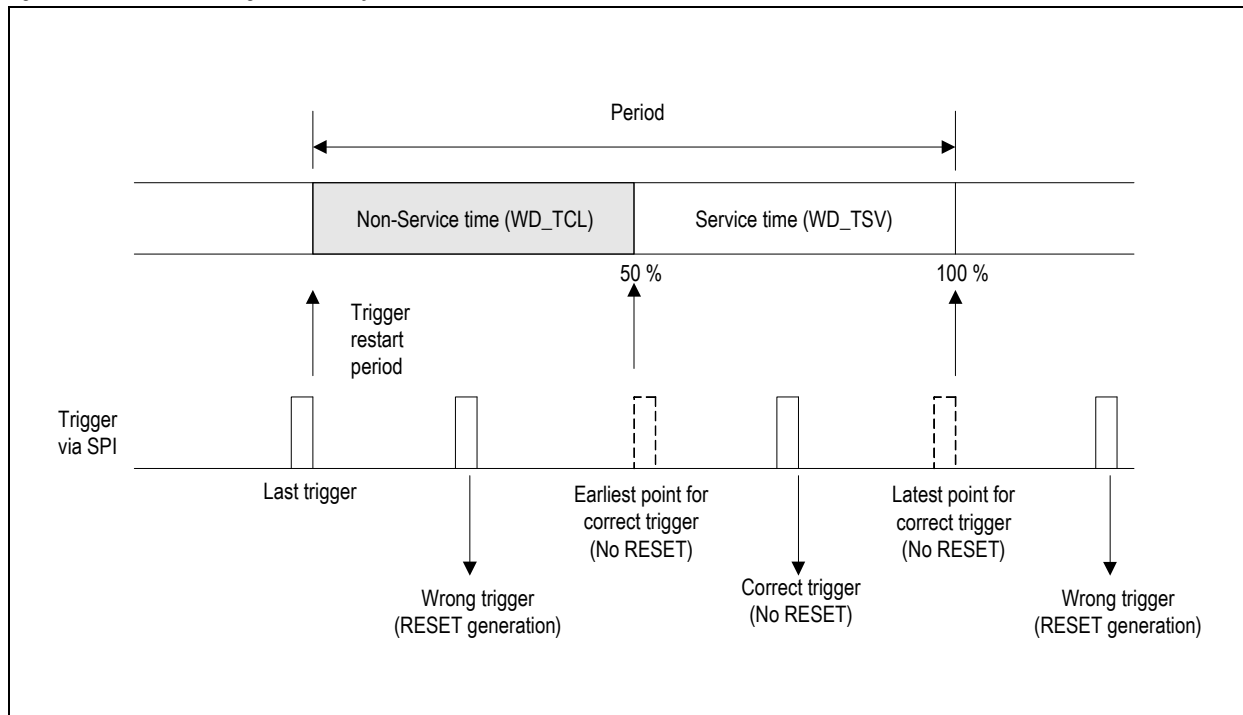 Period
Non-Service time (WD_TCL)
Service time (WD_TSV)
50 %
100 %
Trigger
restart
period
Trigger
via SPI
Last trigger
Earliest point for
correct trigger
(No RESET)
Latest point for
correct trigger
(No RESET)
Wrong trigger
(RESET generation)
Correct trigger
(No RESET)
Wrong trigger
(RESET generation)